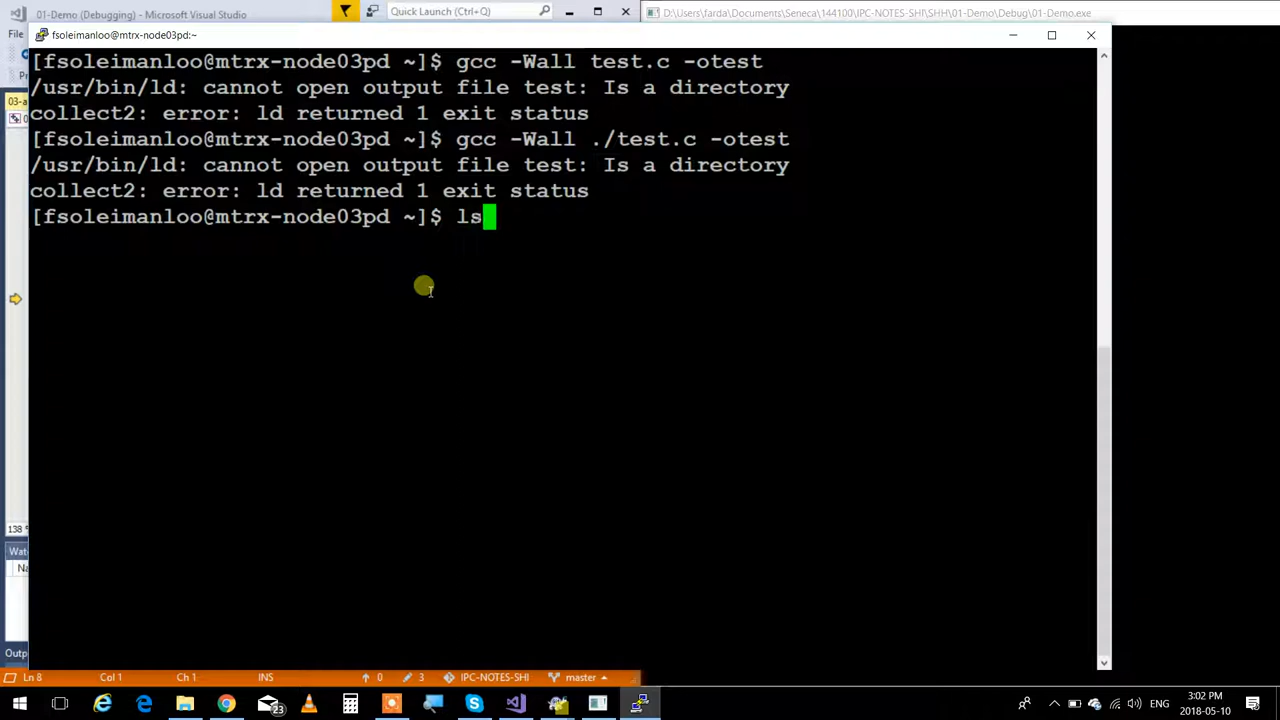 01-Demo (Debugging) - Microsoft Visual Studio
Quick Launch (Ctrl+Q)
D:\Users\farda\Documents\Seneca\144100\IPC-NOTES-SHI\SHH\01-Demo\Debug\01-Demo.exe
File
fsoleimanloo@mtrx-node03pd:~
[fsoleimanloo@mtrx-node03pd ~]$ gcc -Wall test.c -otest
/usr/bin/ld: cannot open output file test: Is a directory
collect2: error: ld returned 1 exit status
[fsoleimanloo@mtrx-node03pd ~]$ gcc -Wall ./test.c -otest
/usr/bin/ld: cannot open output file test: Is a directory
collect2: error: ld returned 1 exit status
[fsoleimanloo@mtrx-node03pd ~]$ ls
138 %
Ln 8 Col 1 Ch 1 INS 0 3 IPC-NOTES-SHI master
23
ENG
3:02 PM
2018-05-10